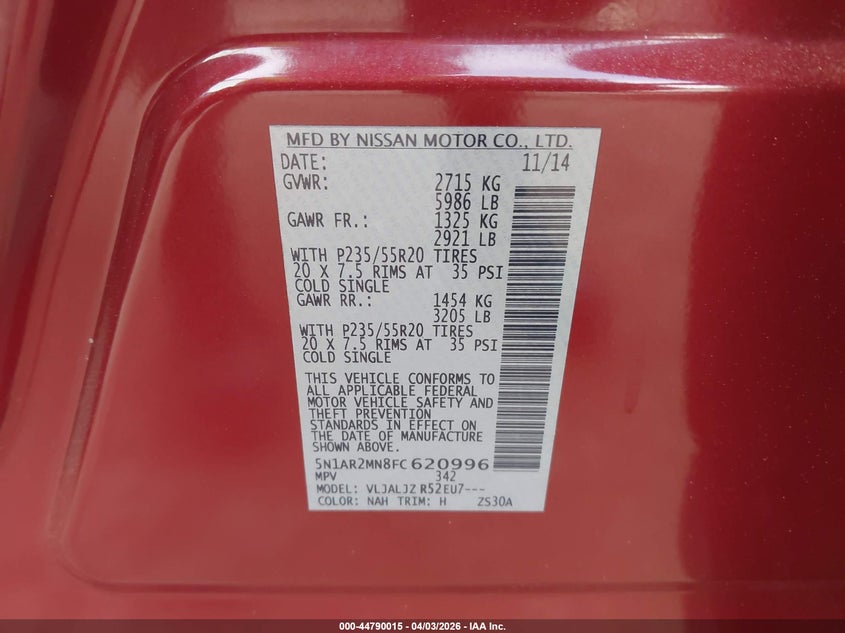 MFD BY NISSAN MOTOR CO., LTD.
DATE: 11/14
GVWR: 2715 KG
5986 LB
GAWR FR.: 1325 KG
2921 LB
WITH P235/55R20 TIRES
20 X 7.5 RIMS AT 35 PSI
COLD SINGLE
GAWR RR.: 1454 KG
3205 LB
WITH P235/55R20 TIRES
20 X 7.5 RIMS AT 35 PSI
COLD SINGLE
THIS VEHICLE CONFORMS TO
ALL APPLICABLE FEDERAL
MOTOR VEHICLE SAFETY AND
THEFT PREVENTION
STANDARDS IN EFFECT ON
THE DATE OF MANUFACTURE
SHOWN ABOVE.
5N1AR2MN8FC 620996
MPV 342
MODEL: VLJALJZ R52EU7---
COLOR: NAH TRIM: H ZS30A
000-44790015 - 04/03/2026 - IAA Inc.